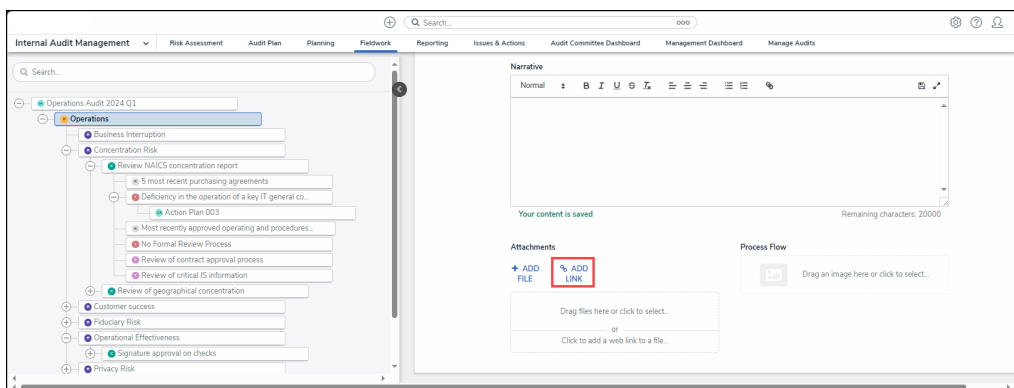 Search...
ooo
Internal Audit Management
Risk Assessment
Audit Plan
Planning
Fieldwork
Reporting
Issues & Actions
Audit Committee Dashboard
Management Dashboard
Manage Audits
Search...
Operations Audit 2024 Q1
Operations
Business Interruption
Concentration Risk
Review NAICS concentration report
5 most recent purchasing agreements
Deficiency in the operation of a key IT general co...
Action Plan 003
Most recently approved operating and procedures...
No Formal Review Process
Review of contract approval process
Review of critical IS information
Review of geographical concentration
Customer success
Fiduciary Risk
Operational Effectiveness
Signature approval on checks
Privacy Risk
Narrative
Normal B I U S Tx
Your content is saved
Remaining characters: 20000
Attachments
+ ADD FILE
ADD LINK
Drag files here or click to select...
or
Click to add a web link to a file...
Process Flow
Drag an image here or click to select...